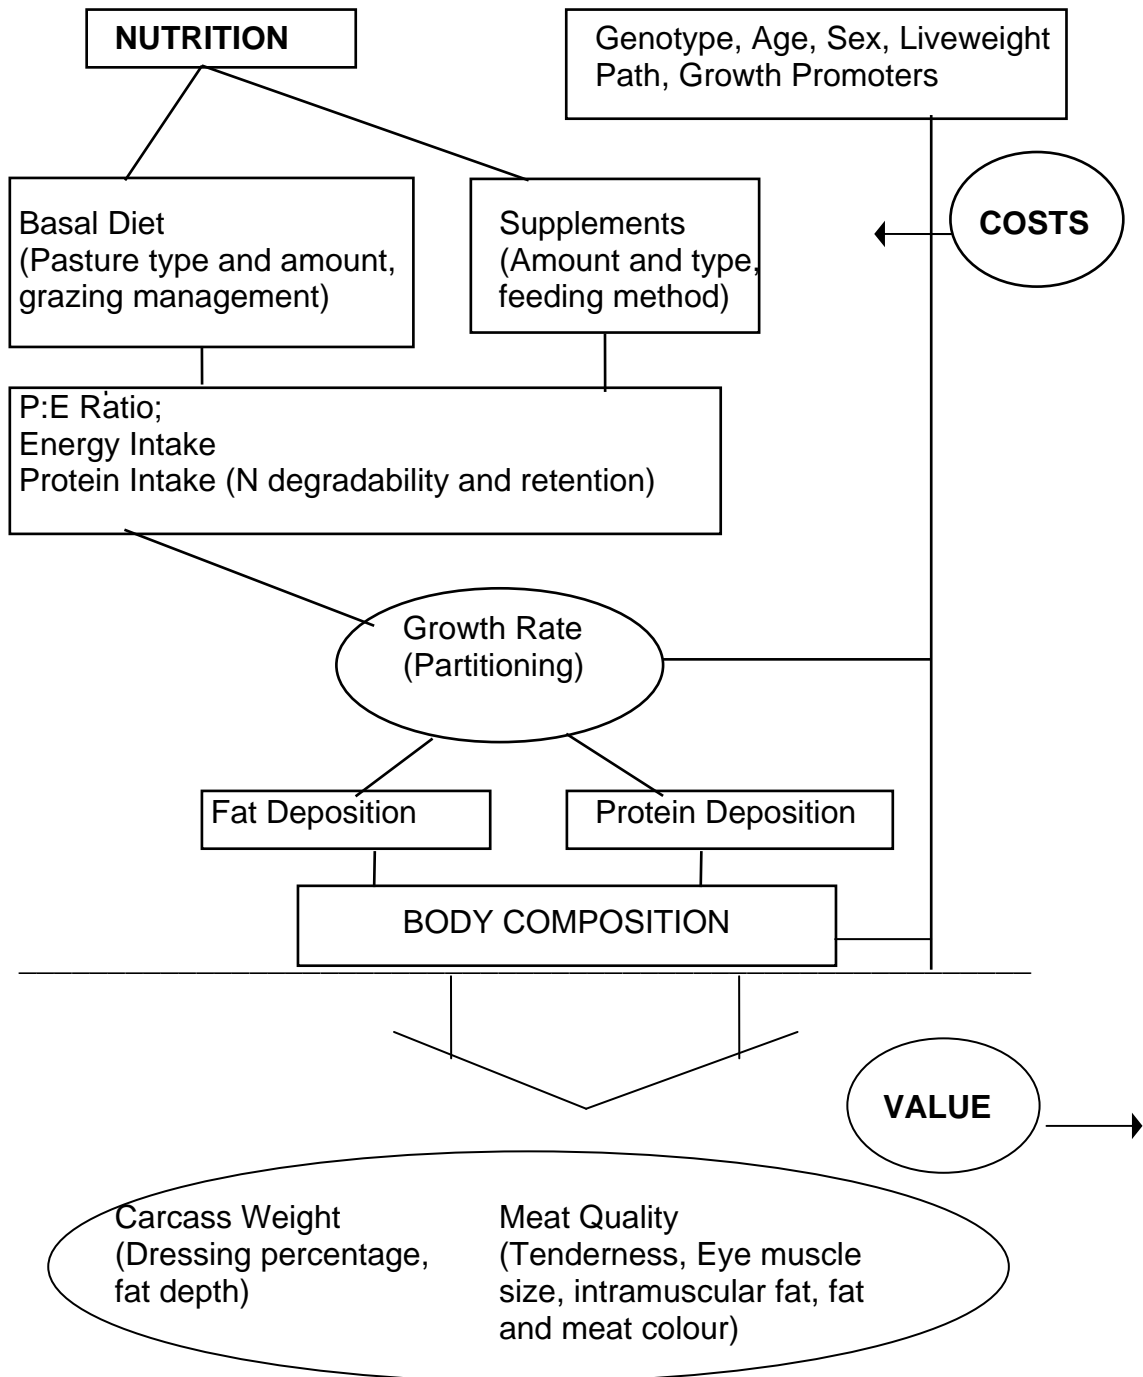 NUTRITION
Genotype, Age, Sex, Liveweight
Path, Growth Promoters
COSTS
Basal Diet
(Pasture type and amount,
grazing management)
Supplements
(Amount and type,
feeding method)
P:E Ratio;
Energy Intake
Protein Intake (N degradability and retention)
Growth Rate
(Partitioning)
Fat Deposition
Protein Deposition
BODY COMPOSITION
VALUE
Carcass Weight
(Dressing percentage,
fat depth)
Meat Quality
(Tenderness, Eye muscle
size, intramuscular fat, fat
and meat colour)